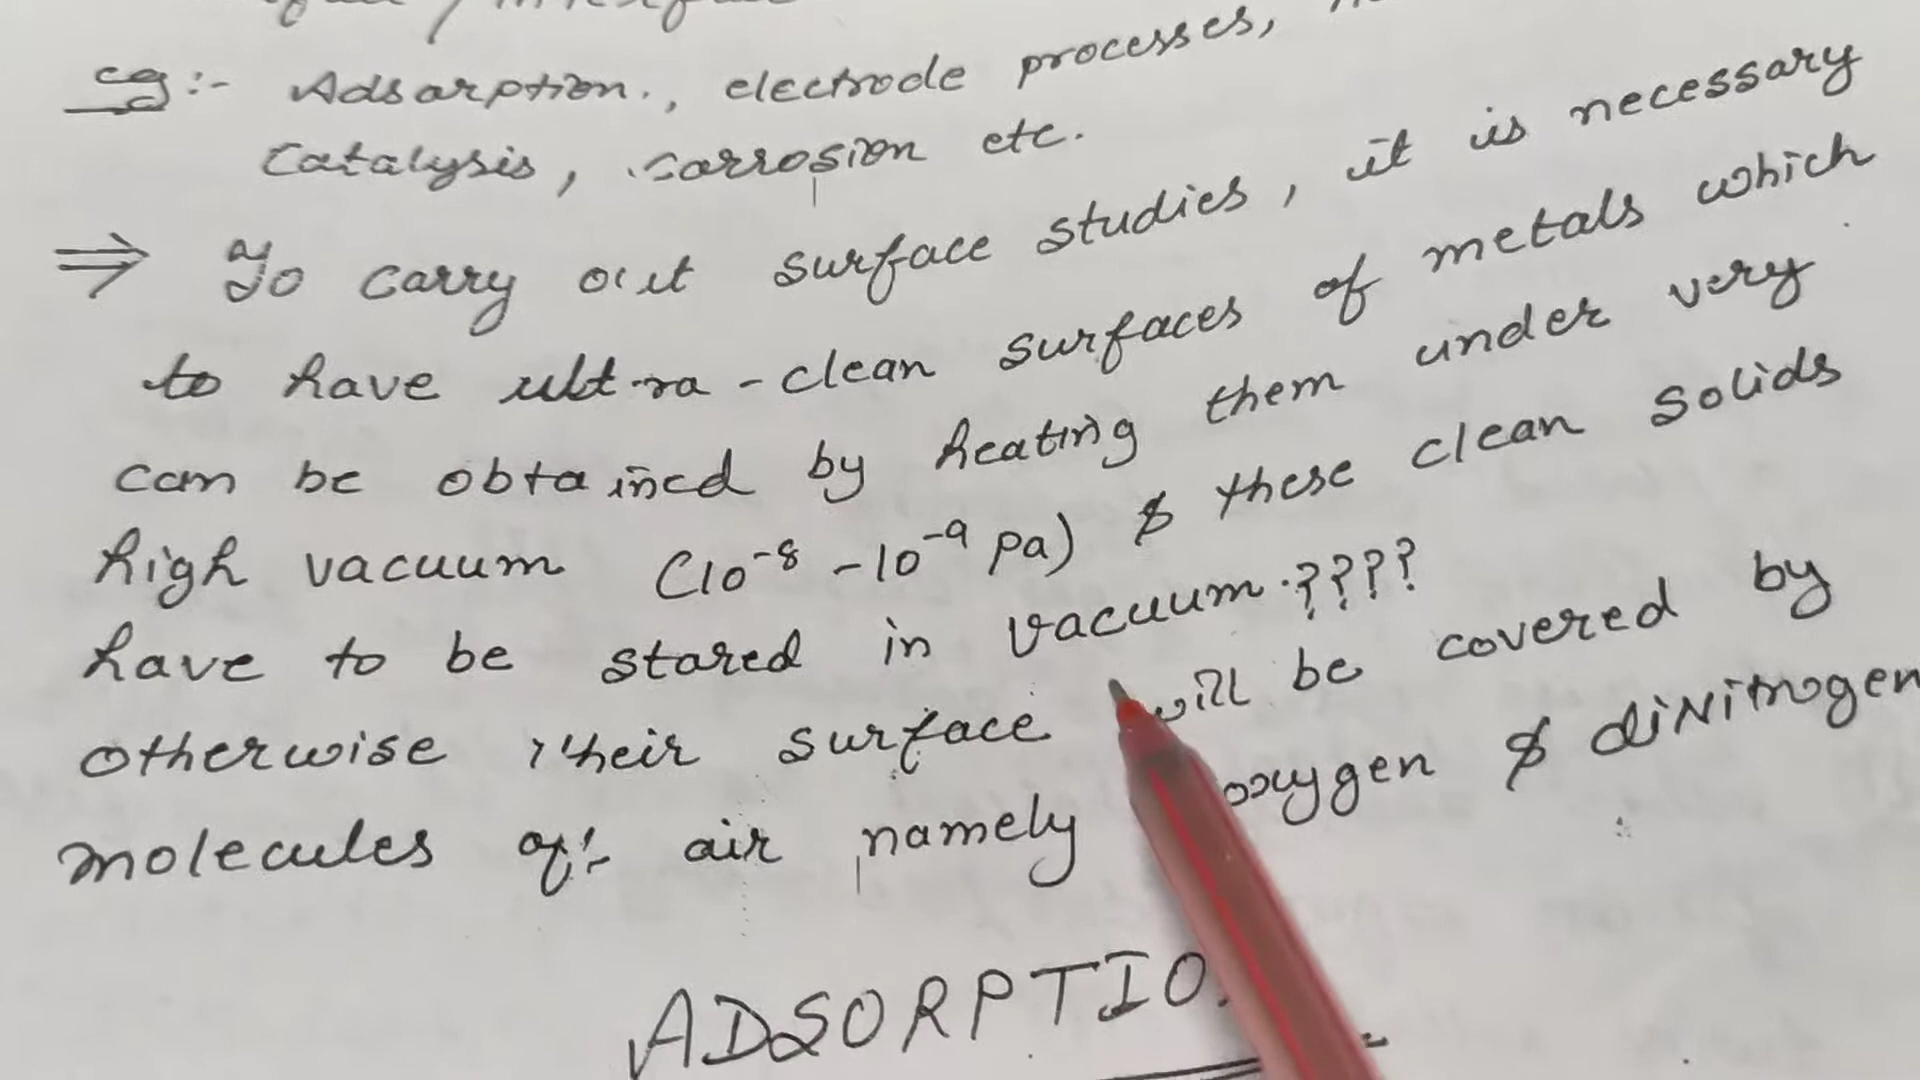 eg:- Adsorption., electrode processes,
Catalysis, corrosion etc.
⇒ To carry out surface studies, it is necessary
to have ultra-clean surfaces of metals which
can be obtained by heating them under very
high vacuum (10⁻⁸ - 10⁻⁹ pa) & these clean solids
have to be stored in vacuum.????
otherwise their surface will be covered by
molecules of:- air namely oxygen & diNitrogen
ADSORPTIO